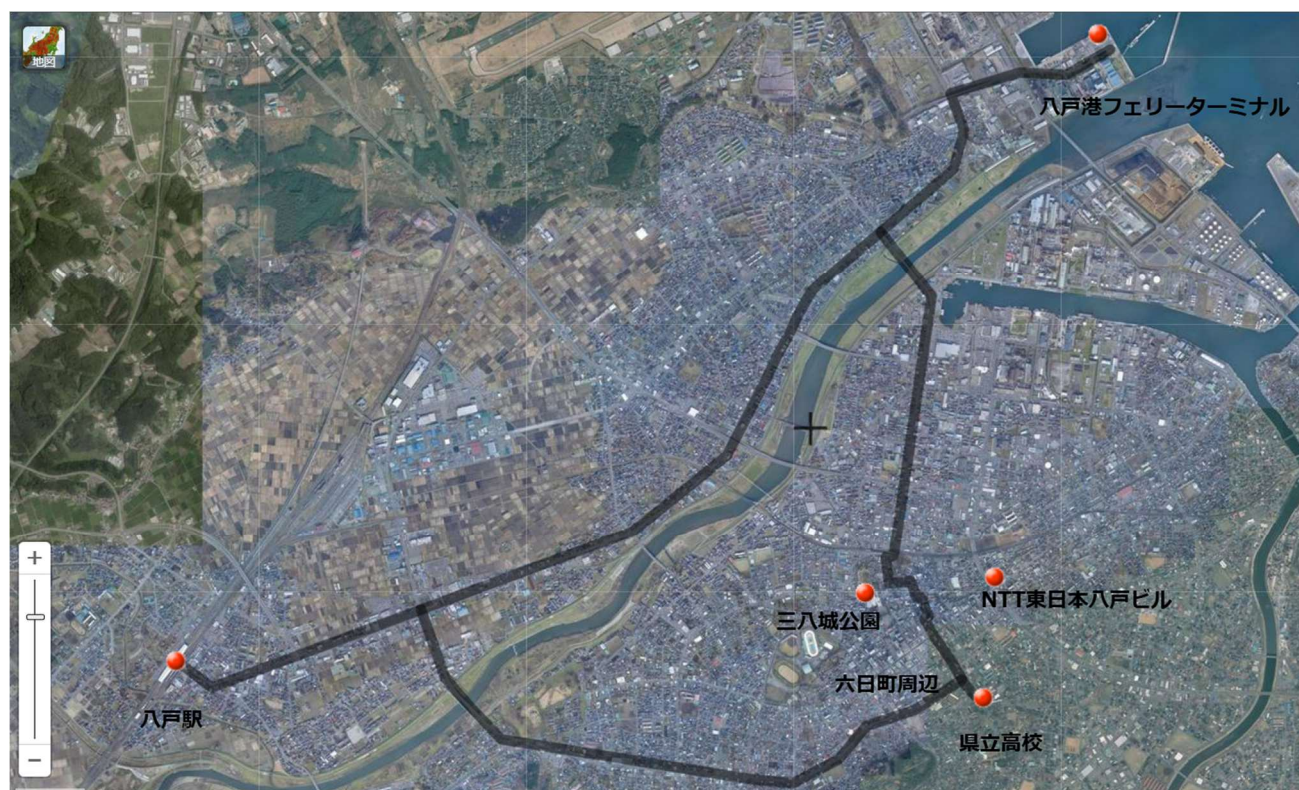 地図
八戸港フェリーターミナル
三八城公園
NTT東日本八戸ビル
六日町周辺
八戸駅
県立高校
+
−